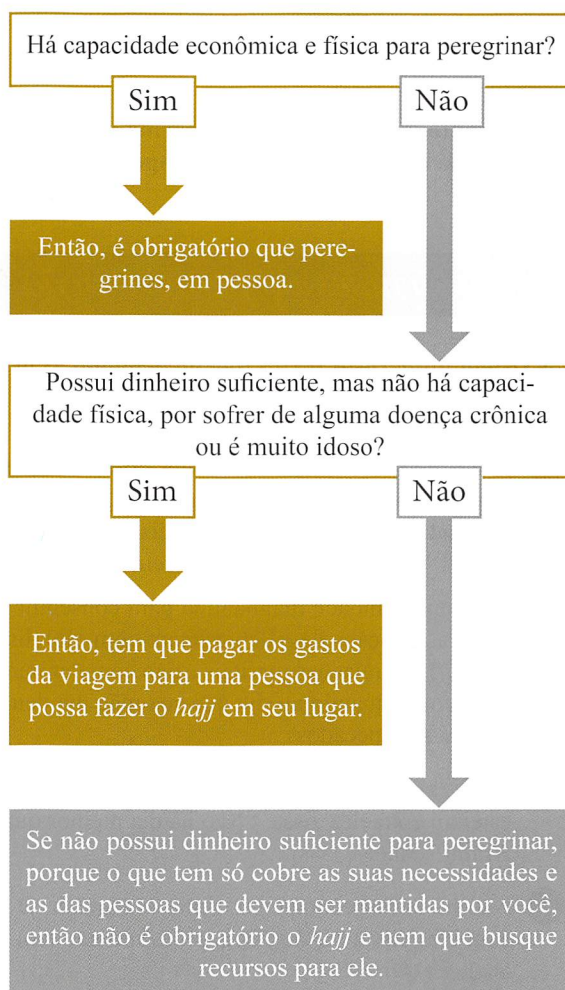 Há capacidade econômica e física para peregrinar?
Sim
Não
Então, é obrigatório que pere-
grines, em pessoa.
Possui dinheiro suficiente, mas não há capaci-
dade física, por sofrer de alguma doença crônica
ou é muito idoso?
Sim
Não
Então, tem que pagar os gastos
da viagem para uma pessoa que
possa fazer o hajj em seu lugar.
Se não possui dinheiro suficiente para peregrinar,
porque o que tem só cobre as suas necessidades e
as das pessoas que devem ser mantidas por você,
então não é obrigatório o hajj e nem que busque
recursos para ele.